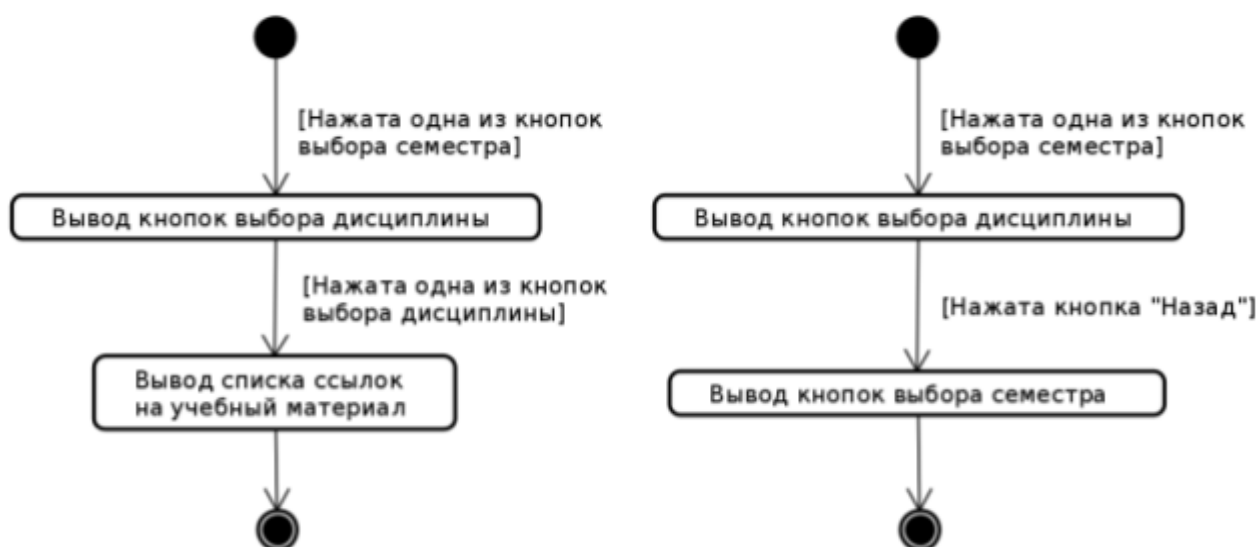 [Нажата одна из кнопок
выбора семестра]
Вывод кнопок выбора дисциплины
[Нажата одна из кнопок
выбора дисциплины]
Вывод списка ссылок
на учебный материал
[Нажата одна из кнопок
выбора семестра]
Вывод кнопок выбора дисциплины
[Нажата кнопка "Назад"]
Вывод кнопок выбора семестра